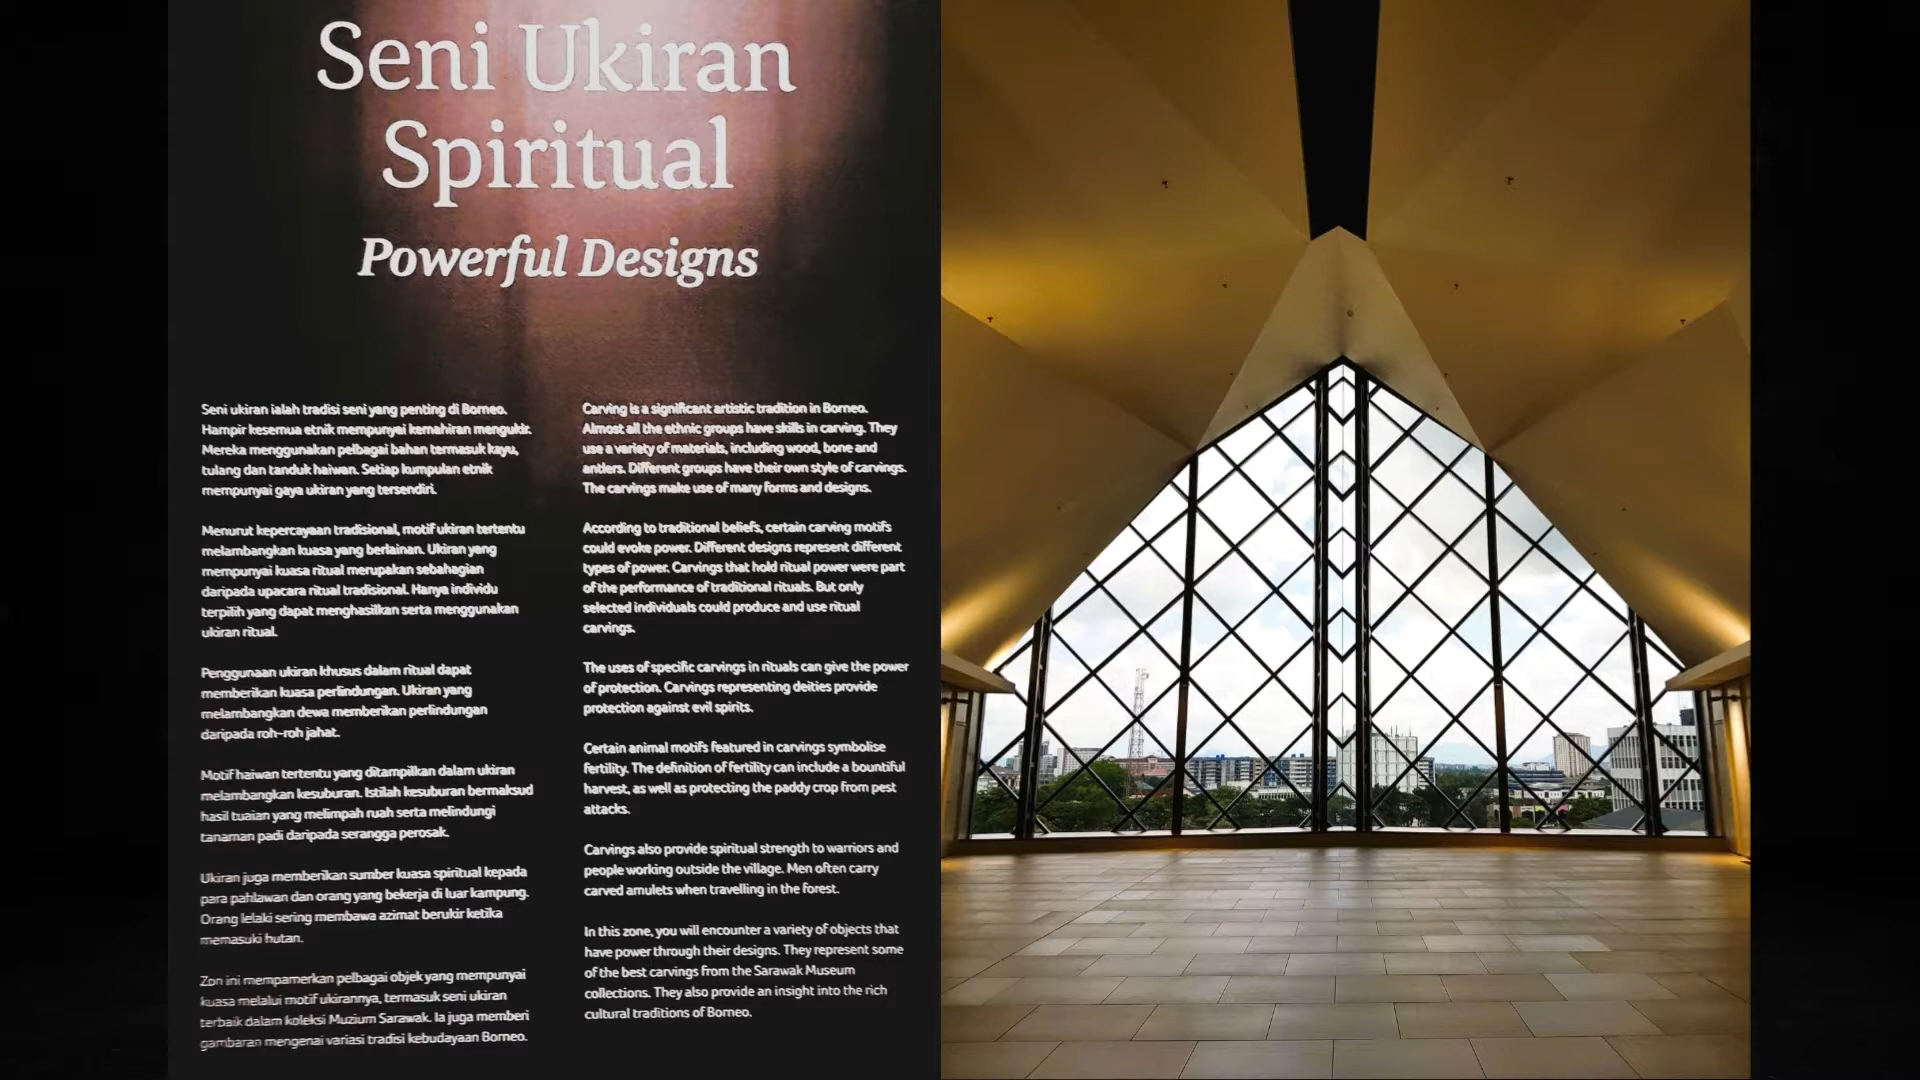 Seni Ukiran
Spiritual
Powerful Designs
Seni ukiran ialah tradisi seni yang penting di Borneo.
Hampir kesemua etnik mempunyai kemahiran mengukir.
Mereka menggunakan pelbagai bahan termasuk kayu,
tulang dan tanduk haiwan. Setiap kumpulan etnik
mempunyai gaya ukiran yang tersendiri.
Menurut kepercayaan tradisional, motif ukiran tertentu
melambangkan kuasa yang berlainan. Ukiran yang
mempunyai kuasa ritual merupakan sebahagian
daripada upacara ritual tradisional. Hanya individu
terpilih yang dapat menghasilkan serta menggunakan
ukiran ritual.
Penggunaan ukiran khusus dalam ritual dapat
memberikan kuasa perlindungan. Ukiran yang
melambangkan dewa memberikan perlindungan
daripada roh-roh jahat.
Motif haiwan tertentu yang ditampilkan dalam ukiran
melambangkan kesuburan. Istilah kesuburan bermaksud
hasil tuaian yang melimpah ruah serta melindungi
tanaman padi daripada serangga perosak.
Ukiran juga memberikan sumber kuasa spiritual kepada
para pahlawan dan orang yang bekerja di luar kampung.
Orang lelaki sering membawa azimat berukir ketika
memasuki hutan.
Zon ini mempamerkan pelbagai objek yang mempunyai
kuasa melalui motif ukirannya, termasuk seni ukiran
terbaik dalam koleksi Muzium Sarawak. Ia juga memberi
gambaran mengenai variasi tradisi kebudayaan Borneo.
Carving is a significant artistic tradition in Borneo.
Almost all the ethnic groups have skills in carving. They
use a variety of materials, including wood, bone and
antlers. Different groups have their own style of carvings.
The carvings make use of many forms and designs.
According to traditional beliefs, certain carving motifs
could evoke power. Different designs represent different
types of power. Carvings that hold ritual power were part
of the performance of traditional rituals. But only
selected individuals could produce and use ritual
carvings.
The uses of specific carvings in rituals can give the power
of protection. Carvings representing deities provide
protection against evil spirits.
Certain animal motifs featured in carvings symbolise
fertility. The definition of fertility can include a bountiful
harvest, as well as protecting the paddy crop from pest
attacks.
Carvings also provide spiritual strength to warriors and
people working outside the village. Men often carry
carved amulets when travelling in the forest.
In this zone, you will encounter a variety of objects that
have power through their designs. They represent some
of the best carvings from the Sarawak Museum
collections. They also provide an insight into the rich
cultural traditions of Borneo.